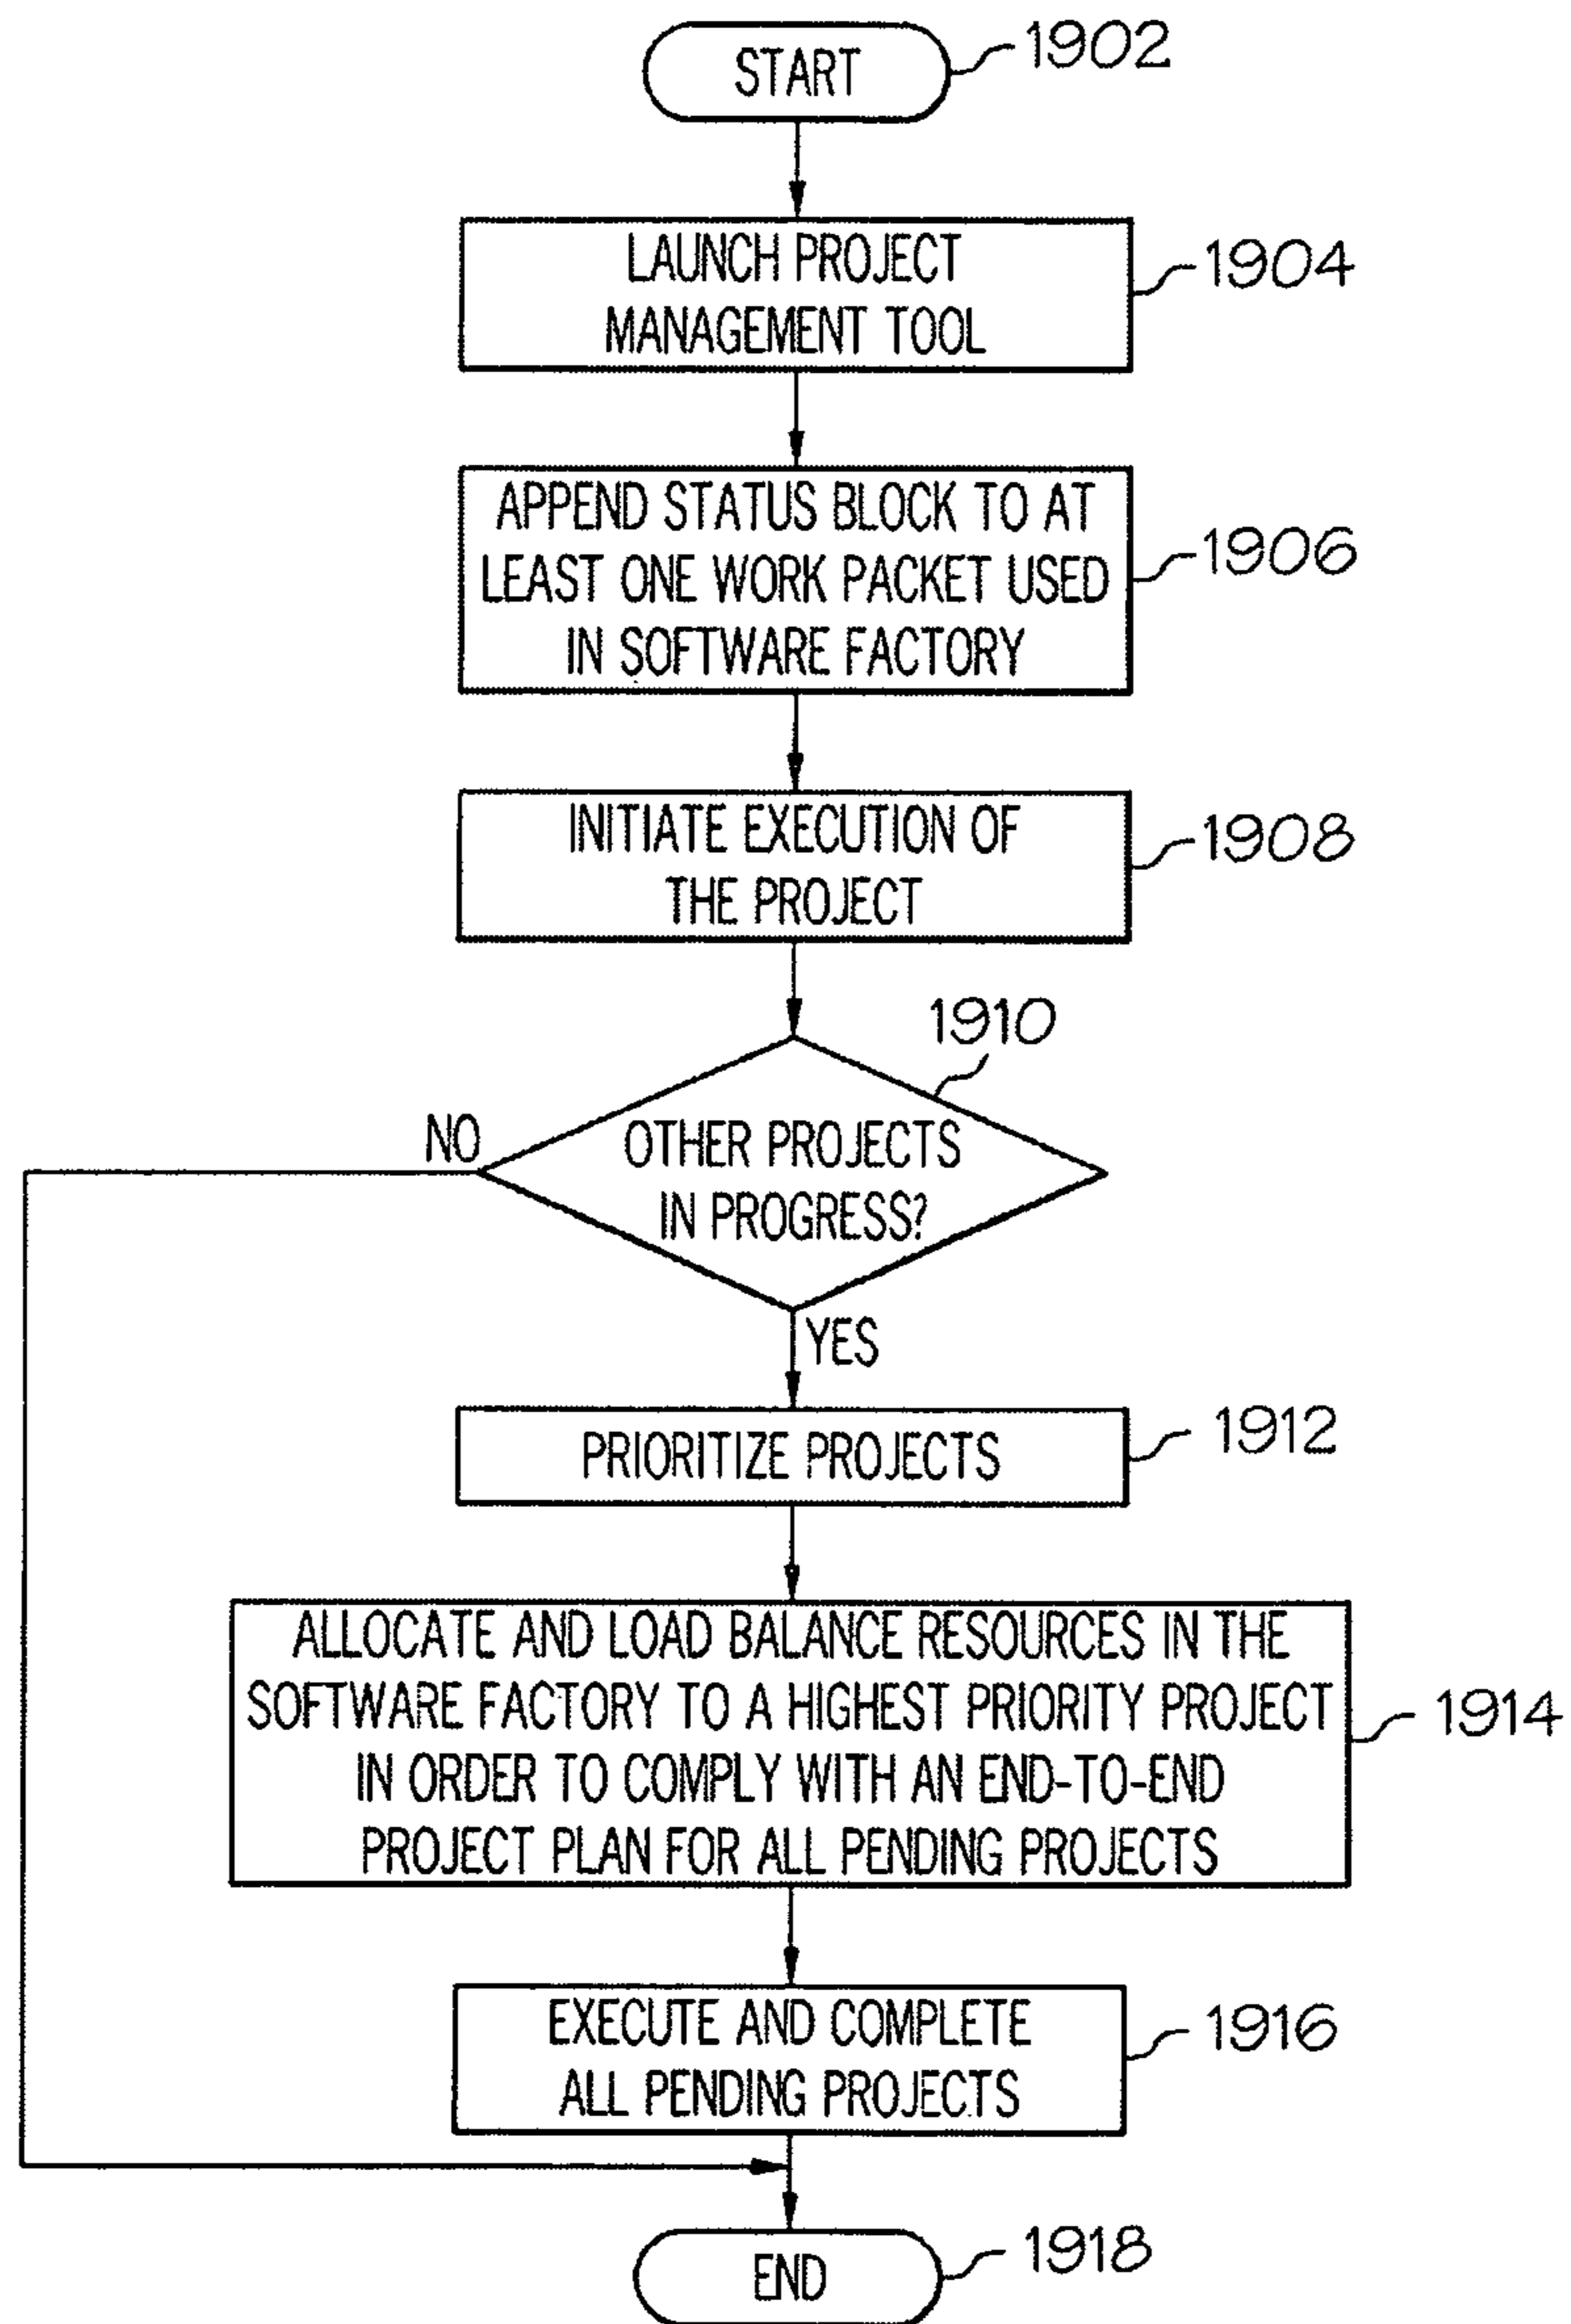 START
1902
LAUNCH PROJECT
MANAGEMENT TOOL
1904
APPEND STATUS BLOCK TO AT
LEAST ONE WORK PACKET USED
IN SOFTWARE FACTORY
1906
INITIATE EXECUTION OF
THE PROJECT
1908
1910
NO
OTHER PROJECTS
IN PROGRESS?
YES
PRIORITIZE PROJECTS
1912
ALLOCATE AND LOAD BALANCE RESOURCES IN THE
SOFTWARE FACTORY TO A HIGHEST PRIORITY PROJECT
IN ORDER TO COMPLY WITH AN END-TO-END
PROJECT PLAN FOR ALL PENDING PROJECTS
1914
EXECUTE AND COMPLETE
ALL PENDING PROJECTS
1916
END
1918